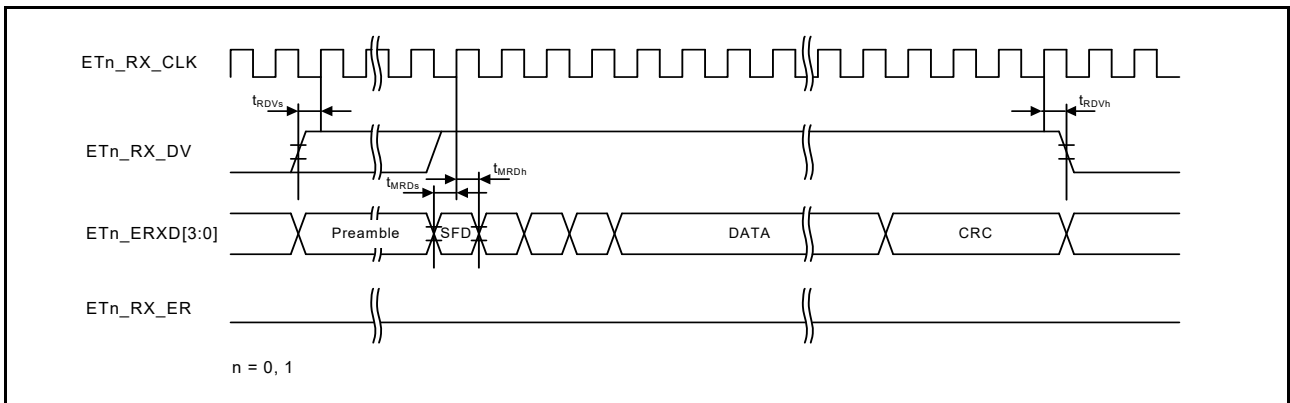 ETn_RX_CLK
tRDVs
tRDVh
ETn_RX_DV
tMRDs
tMRDh
ETn_ERXD[3:0]
Preamble
SFD
DATA
CRC
ETn_RX_ER
n = 0, 1